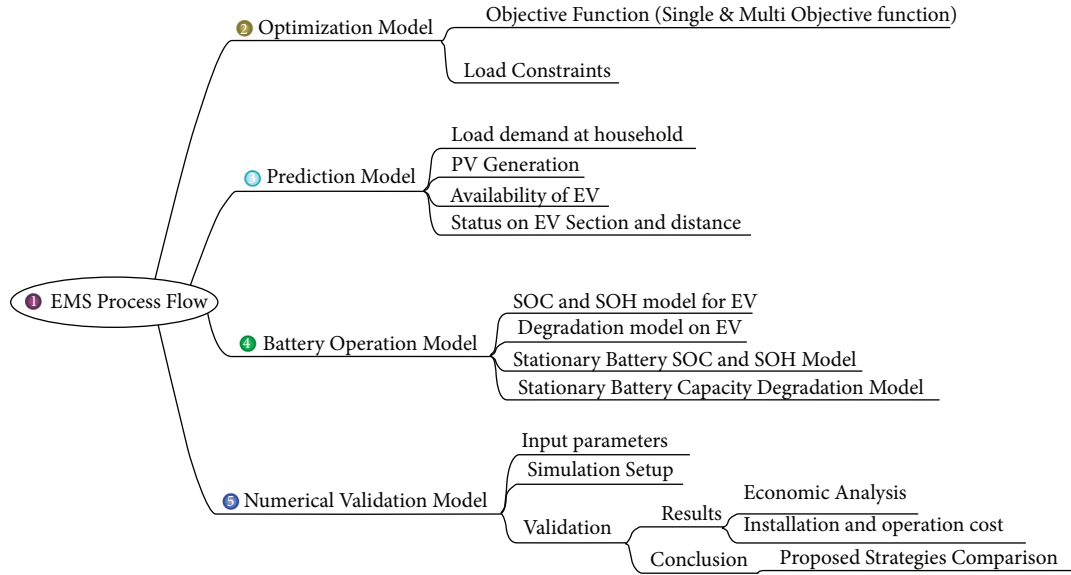 2 Optimization Model
Objective Function (Single & Multi Objective function)
Load Constraints
Prediction Model
Load demand at household
PV Generation
Availability of EV
Status on EV Section and distance
1 EMS Process Flow
4 Battery Operation Model
SOC and SOH model for EV
Degradation model on EV
Stationary Battery SOC and SOH Model
Stationary Battery Capacity Degradation Model
5 Numerical Validation Model
Input parameters
Simulation Setup
Validation
Results
Economic Analysis
Installation and operation cost
Conclusion
Proposed Strategies Comparison